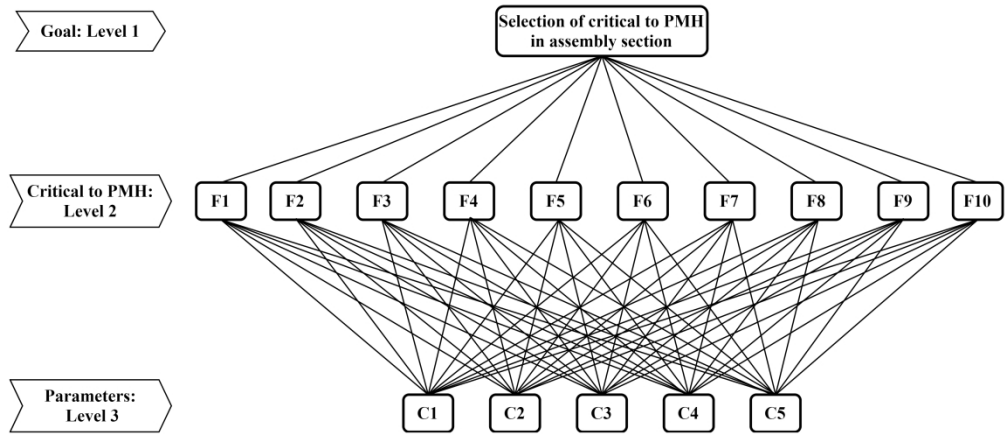 Goal: Level 1
Selection of critical to PMH
in assembly section
Critical to PMH:
Level 2
F1
F2
F3
F4
F5
F6
F7
F8
F9
F10
Parameters:
Level 3
C1
C2
C3
C4
C5